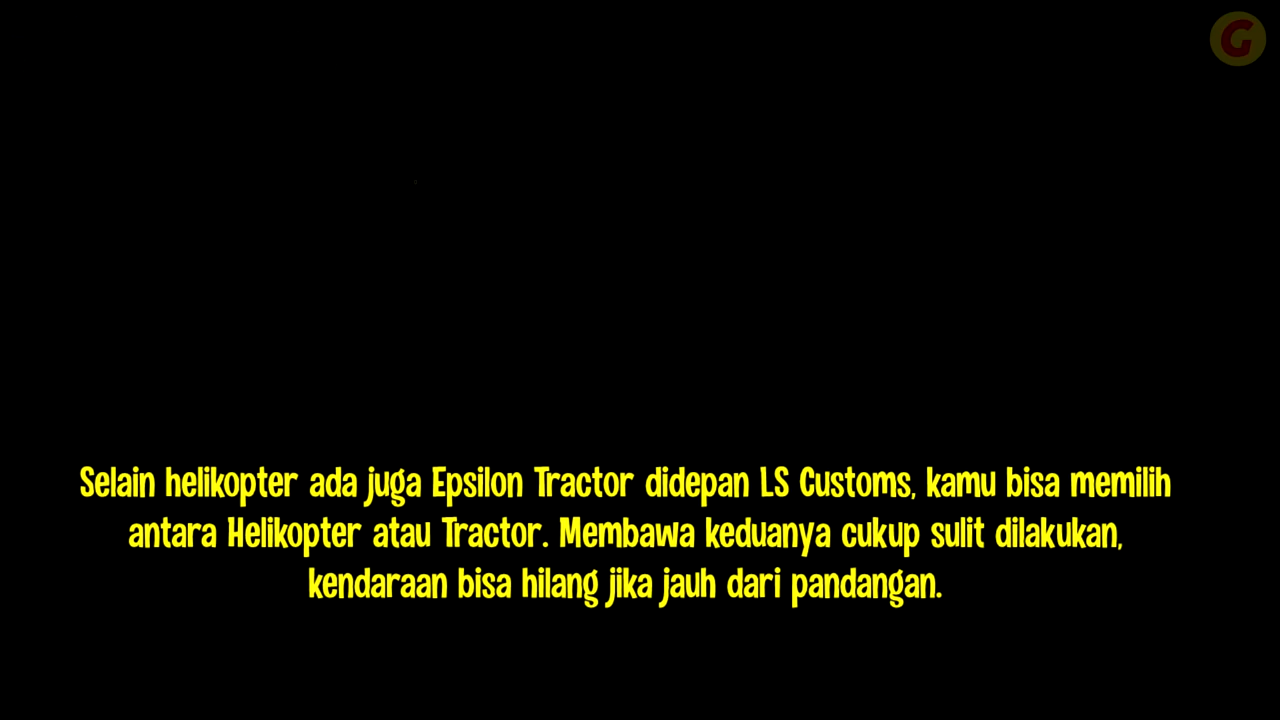 G
Selain helikopter ada juga Epsilon Tractor didepan LS Customs, kamu bisa memilih
antara Helikopter atau Tractor. Membawa keduanya cukup sulit dilakukan,
kendaraan bisa hilang jika jauh dari pandangan.